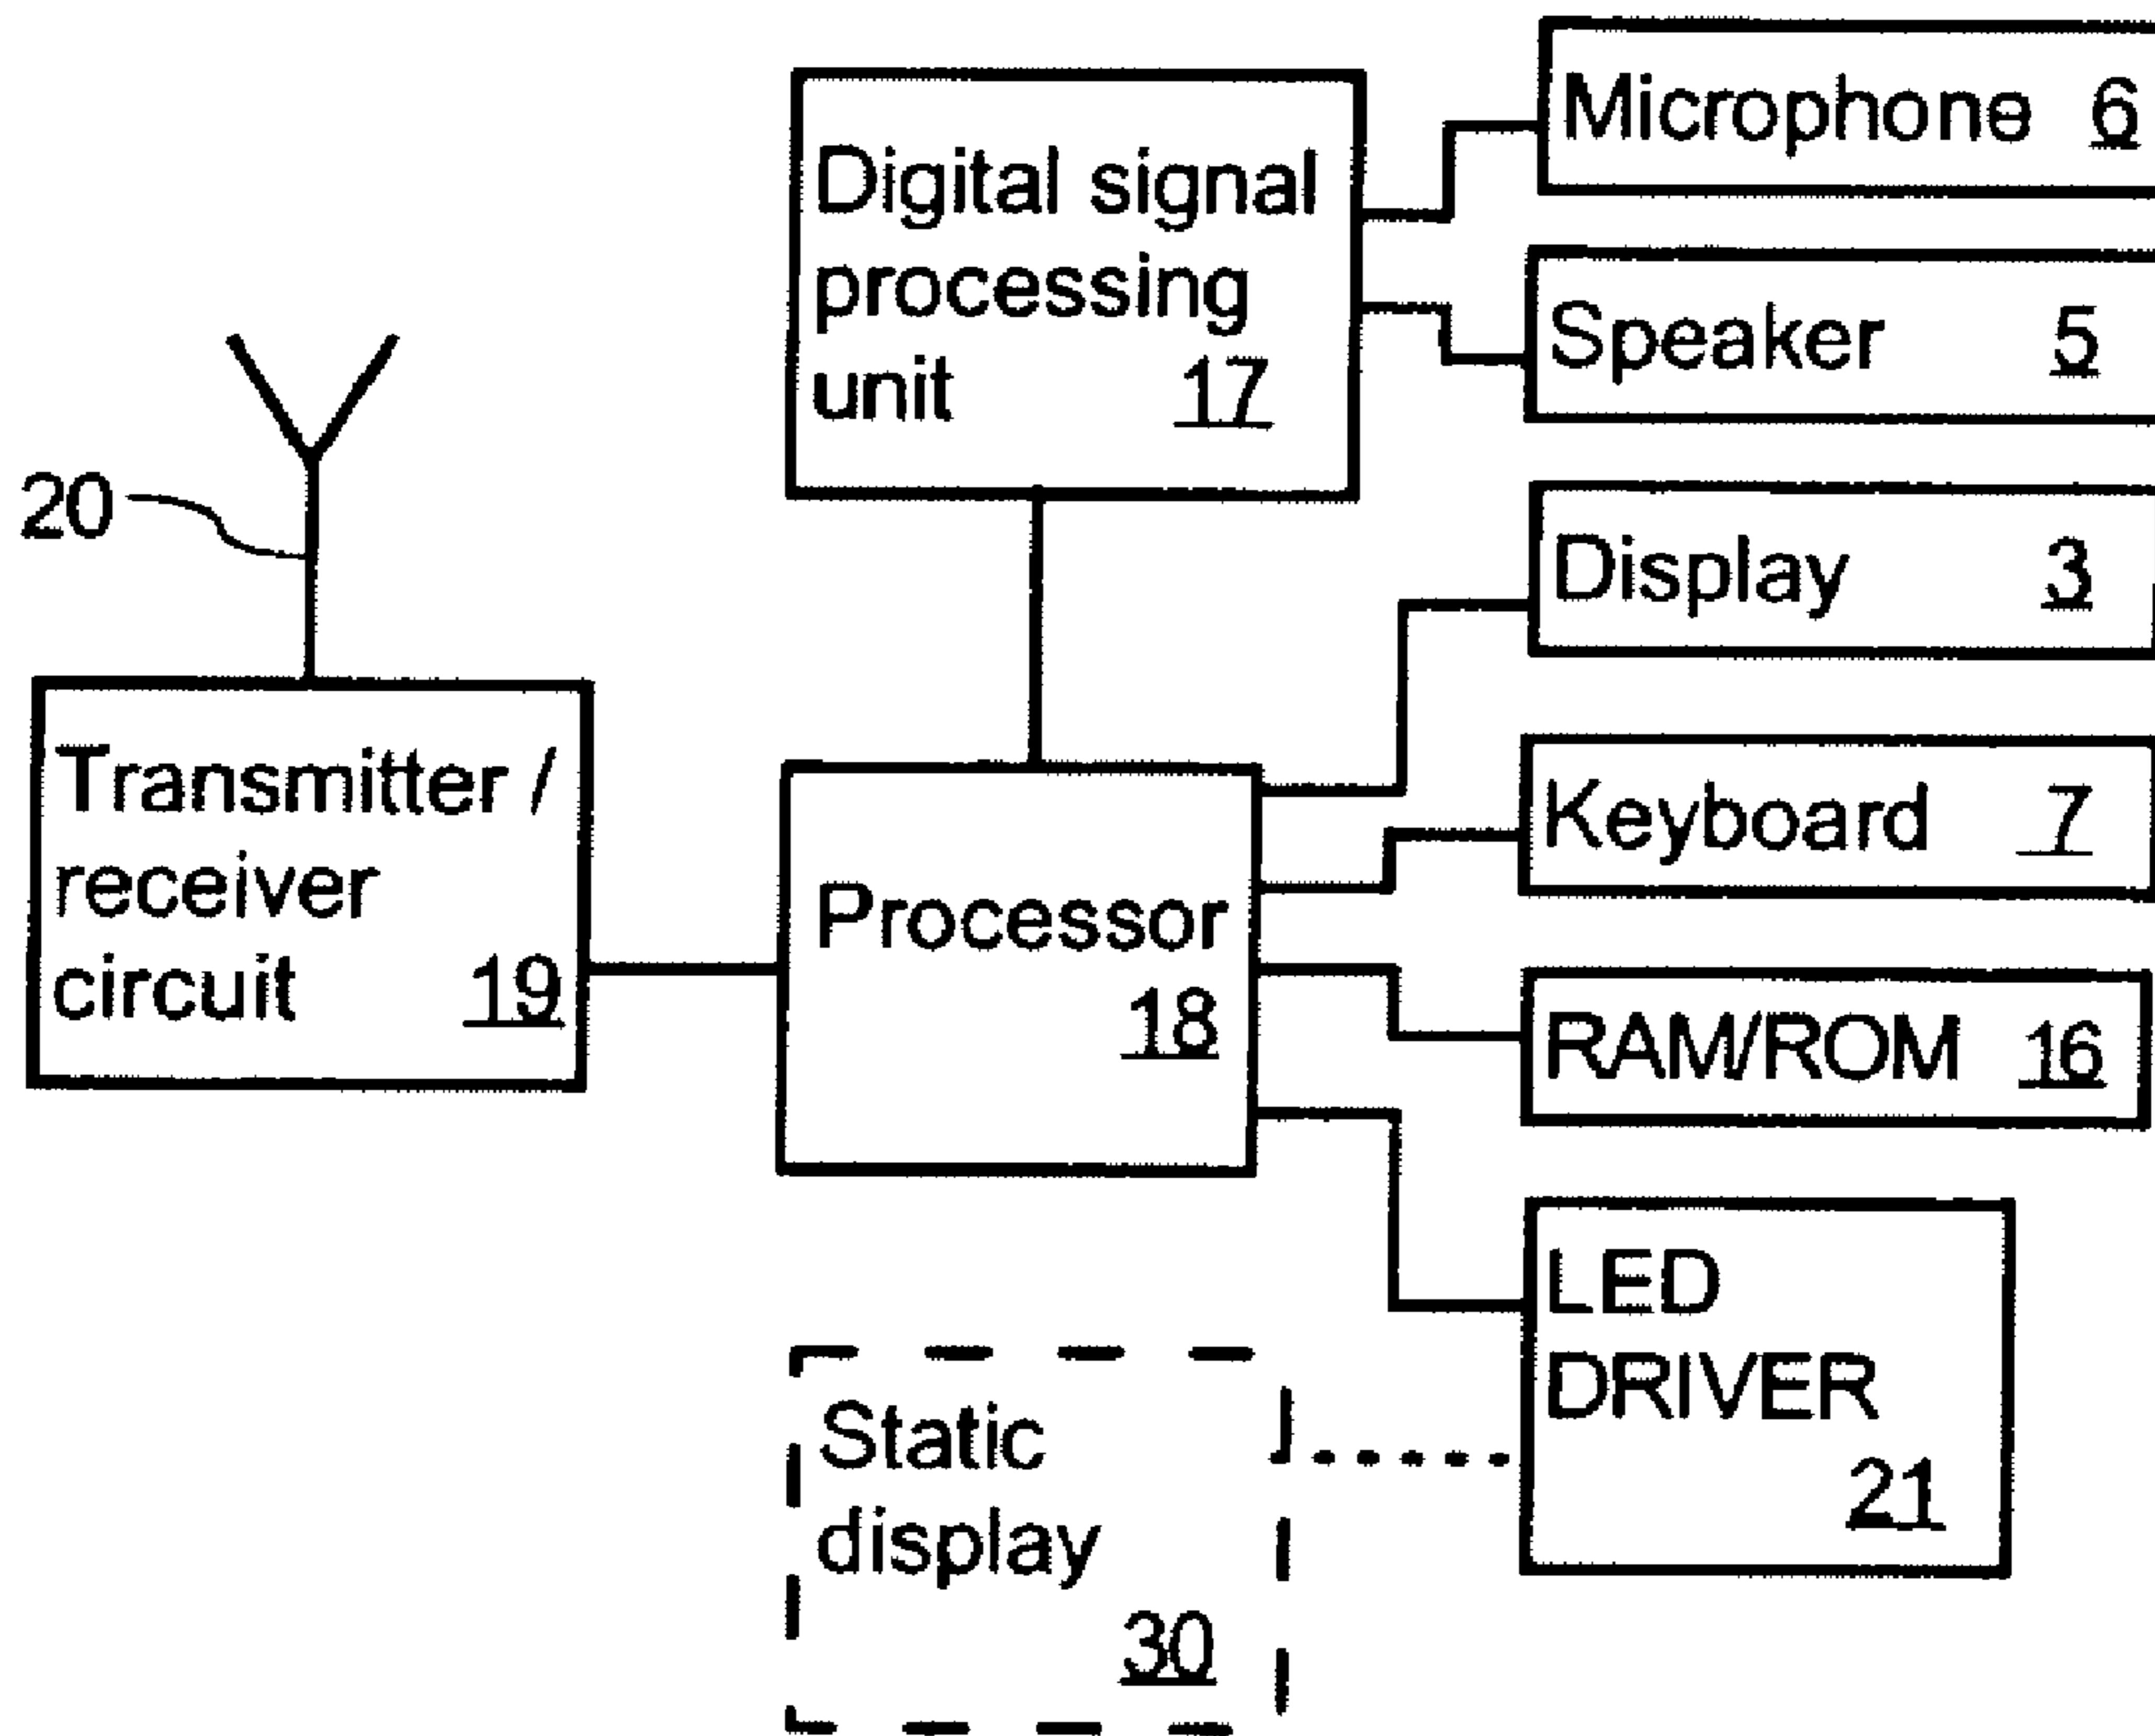 Microphone 6
Digital signal
processing
unit 17
Speaker 5
20
Display 3
Transmitter /
receiver
circuit 19
Processor
18
Keyboard 7
RAM/ROM 16
LED
DRIVER
21
Static
display
30